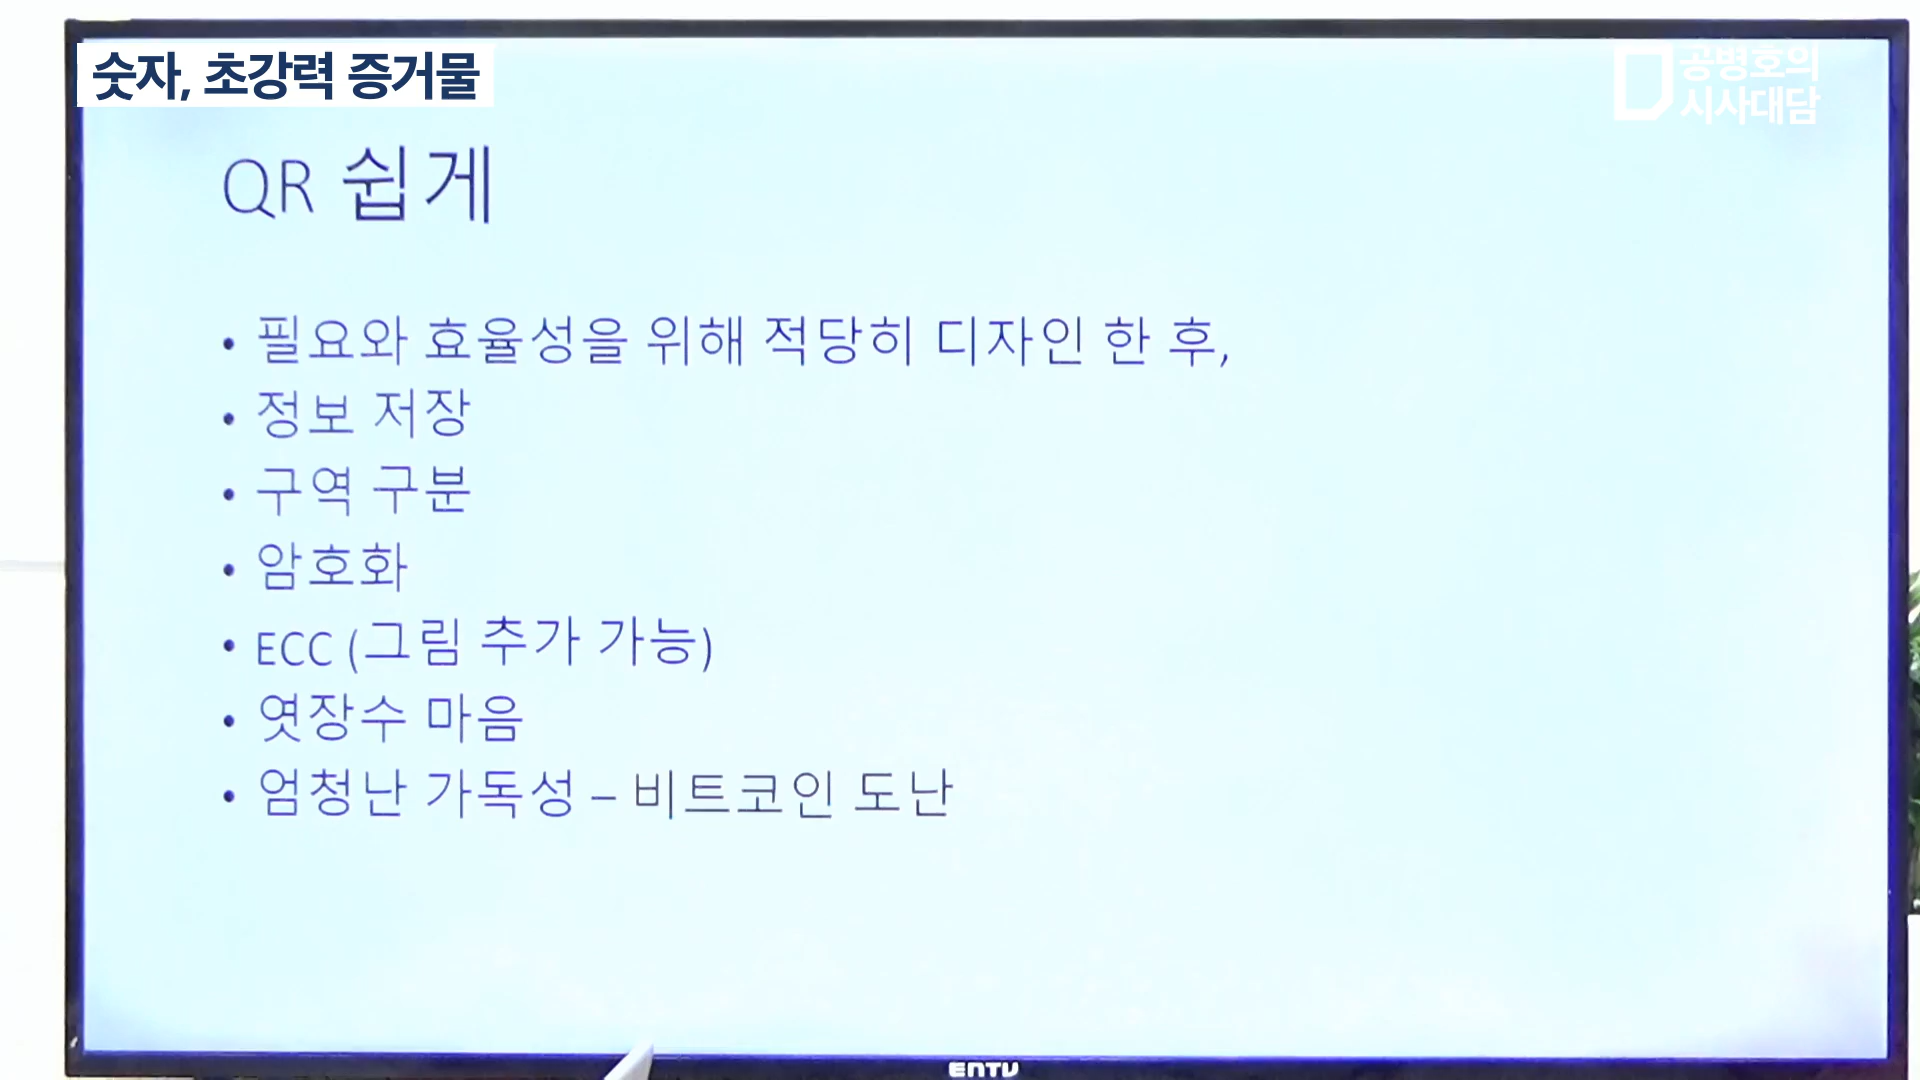 숫자, 초강력 증거물
공병호의
시사대담
QR 쉽게
• 필요와 효율성을 위해 적당히 디자인 한 후,
• 정보 저장
• 구역 구분
• 암호화
• ECC (그림 추가 가능)
• 엿장수 마음
• 엄청난 가독성 – 비트코인 도난
ENTV